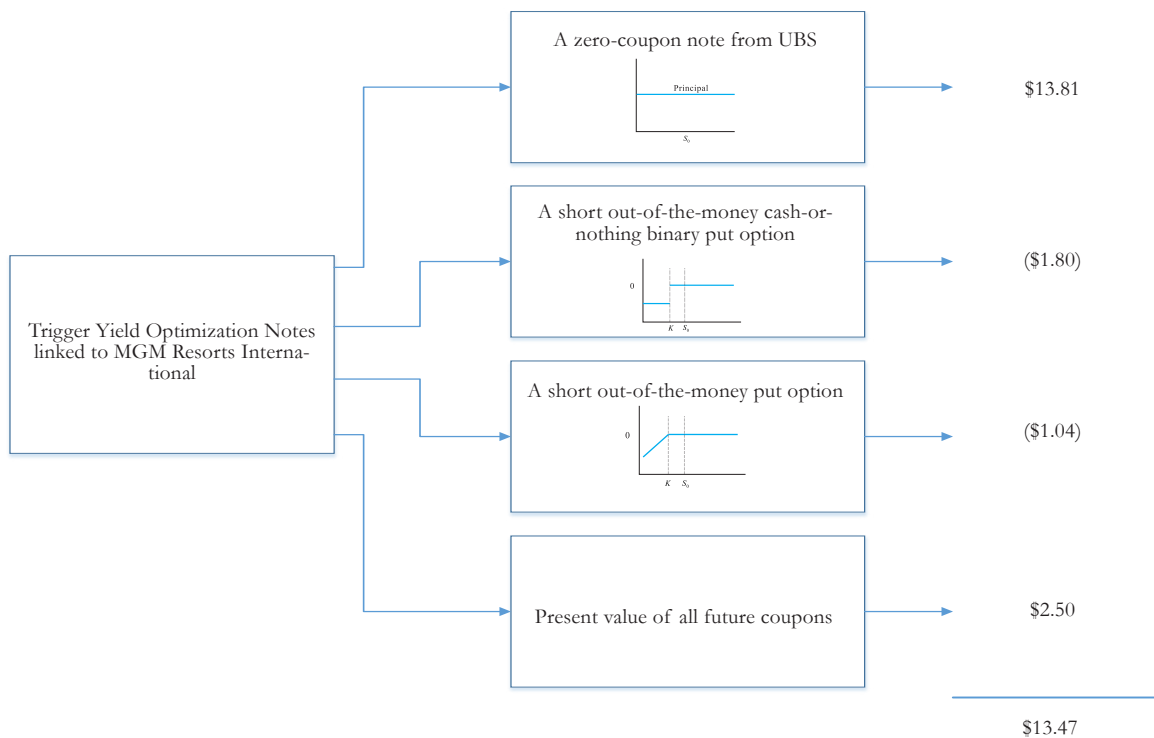 A zero-coupon note from UBS
Principal
S₀
$13.81
A short out-of-the-money cash-or-
nothing binary put option
0
K S₀
($1.80)
Trigger Yield Optimization Notes
linked to MGM Resorts Interna-
tional
A short out-of-the-money put option
0
K S₀
($1.04)
Present value of all future coupons
$2.50
$13.47